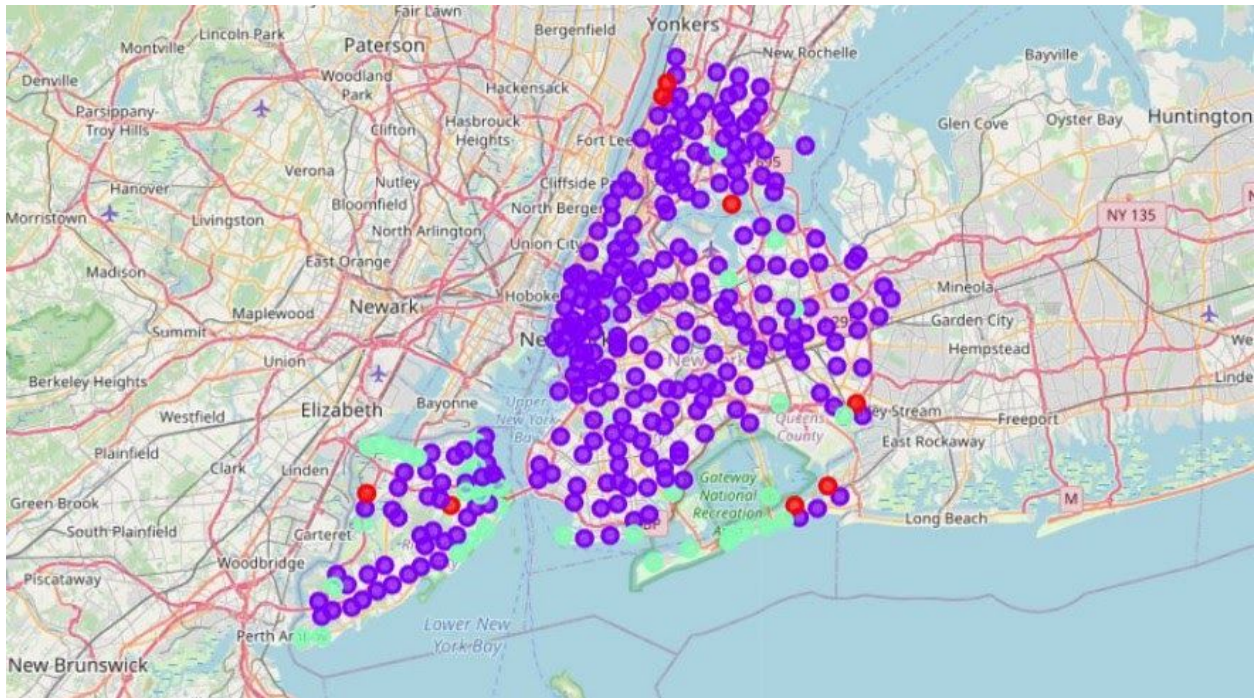 Fair Lawn
Yonkers
Lincoln Park
Bergenfield
Montville
Paterson
New Rochelle
Bayville
Denville
Woodland
Park
Hackensack
Parsippany-
Troy Hills
Clifton
Hasbrouck
Heights
Fort Lee
Glen Cove
Oyster Bay
Huntington
Verona
Hanover
Nutley
Cliffside
Bloomfield
Morristown
Livingston
North
NY 135
North Arlington
Union City
Madison
East Orange
Newark
Mineola
Maplewood
Summit
Garden City
Union
Hempstead
Berkeley Heights
Elizabeth
Bayonne
Upper
New York
Bay
Westfield
Queens
County
Freeport
Plainfield
East Rockaway
Clark
Linden
Gateway
National
Recreation
Green Brook
M
South Plainfield
Carteret
Long Beach
Woodbridge
Piscataway
Lower New
York Bay
Perth
New Brunswick